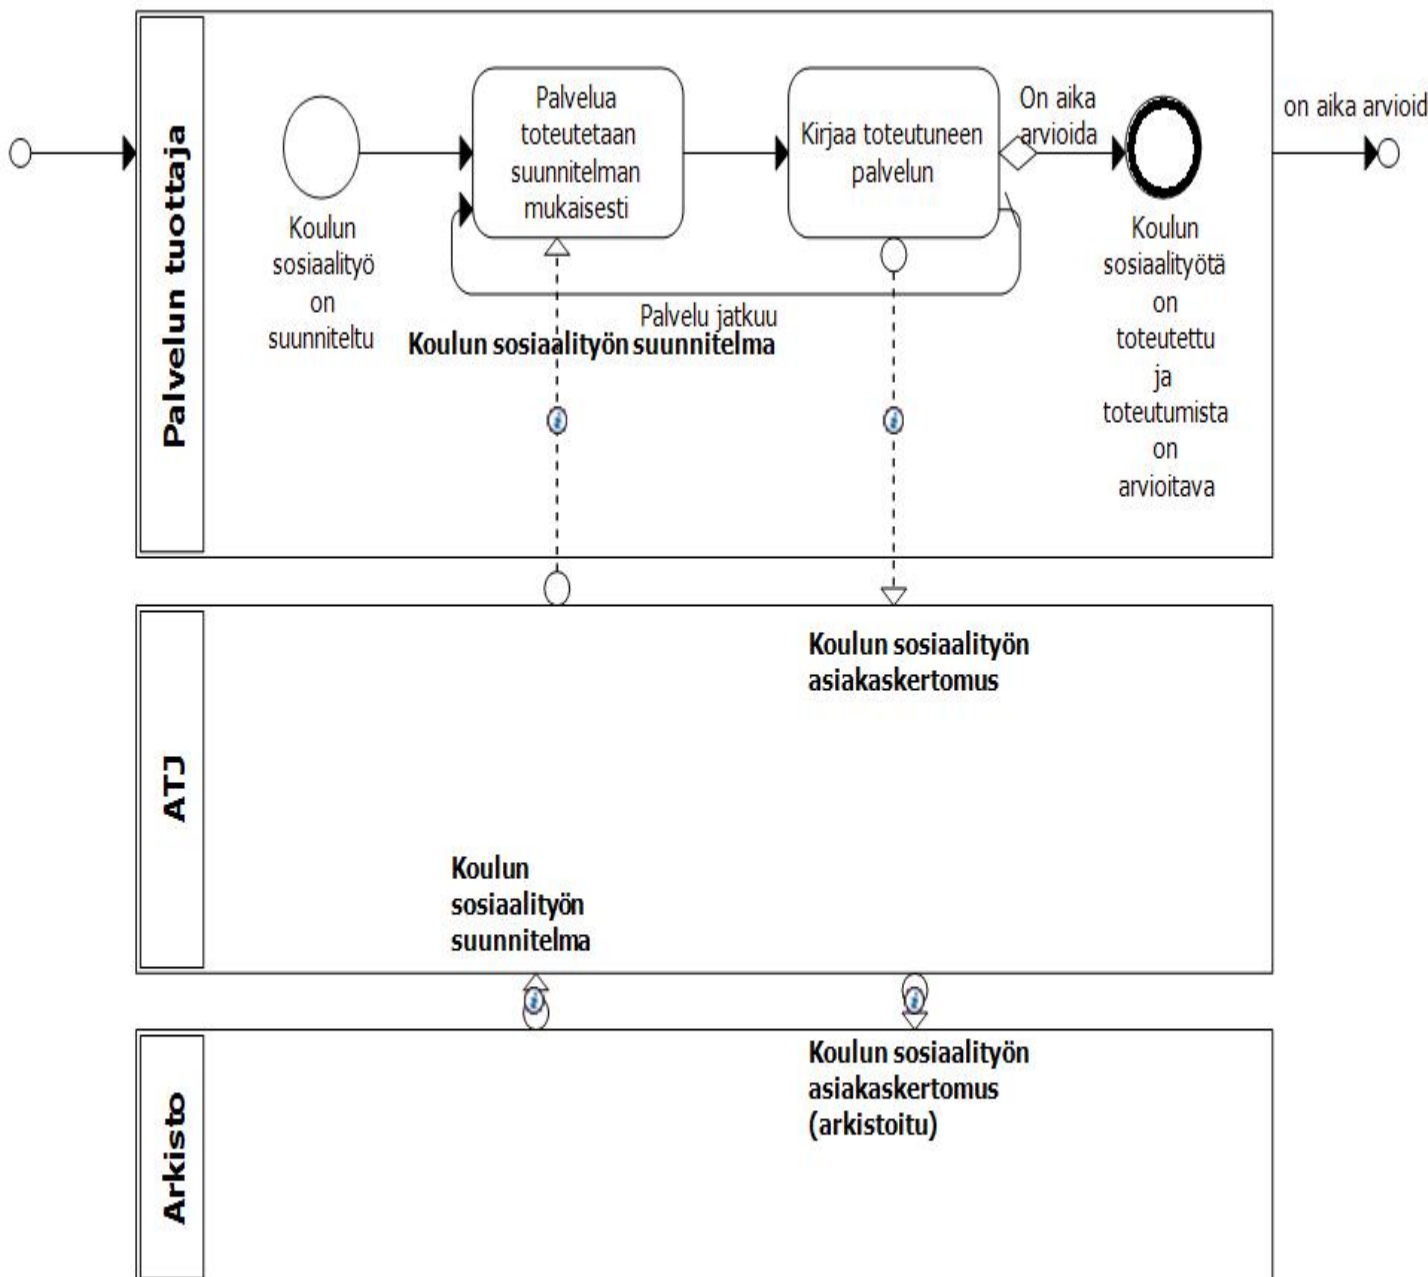 Palvelun tuottaja
Koulun
sosiaalityö
on
suunniteltu
Palvelua
toteutetaan
suunnitelman
mukaisesti
Kirjaa toteutuneen
palvelun
On aika
arvioida
Koulun
sosiaalityötä
on
toteutettu
ja
toteutumista
on
arvioitava
on aika arvioid
Palvelu jatkuu
Koulun sosiaalityön suunnitelma
ATJ
Koulun sosiaalityön
asiakaskertomus
Koulun
sosiaalityön
suunnitelma
Arkisto
Koulun sosiaalityön
asiakaskertomus
(arkistoitu)